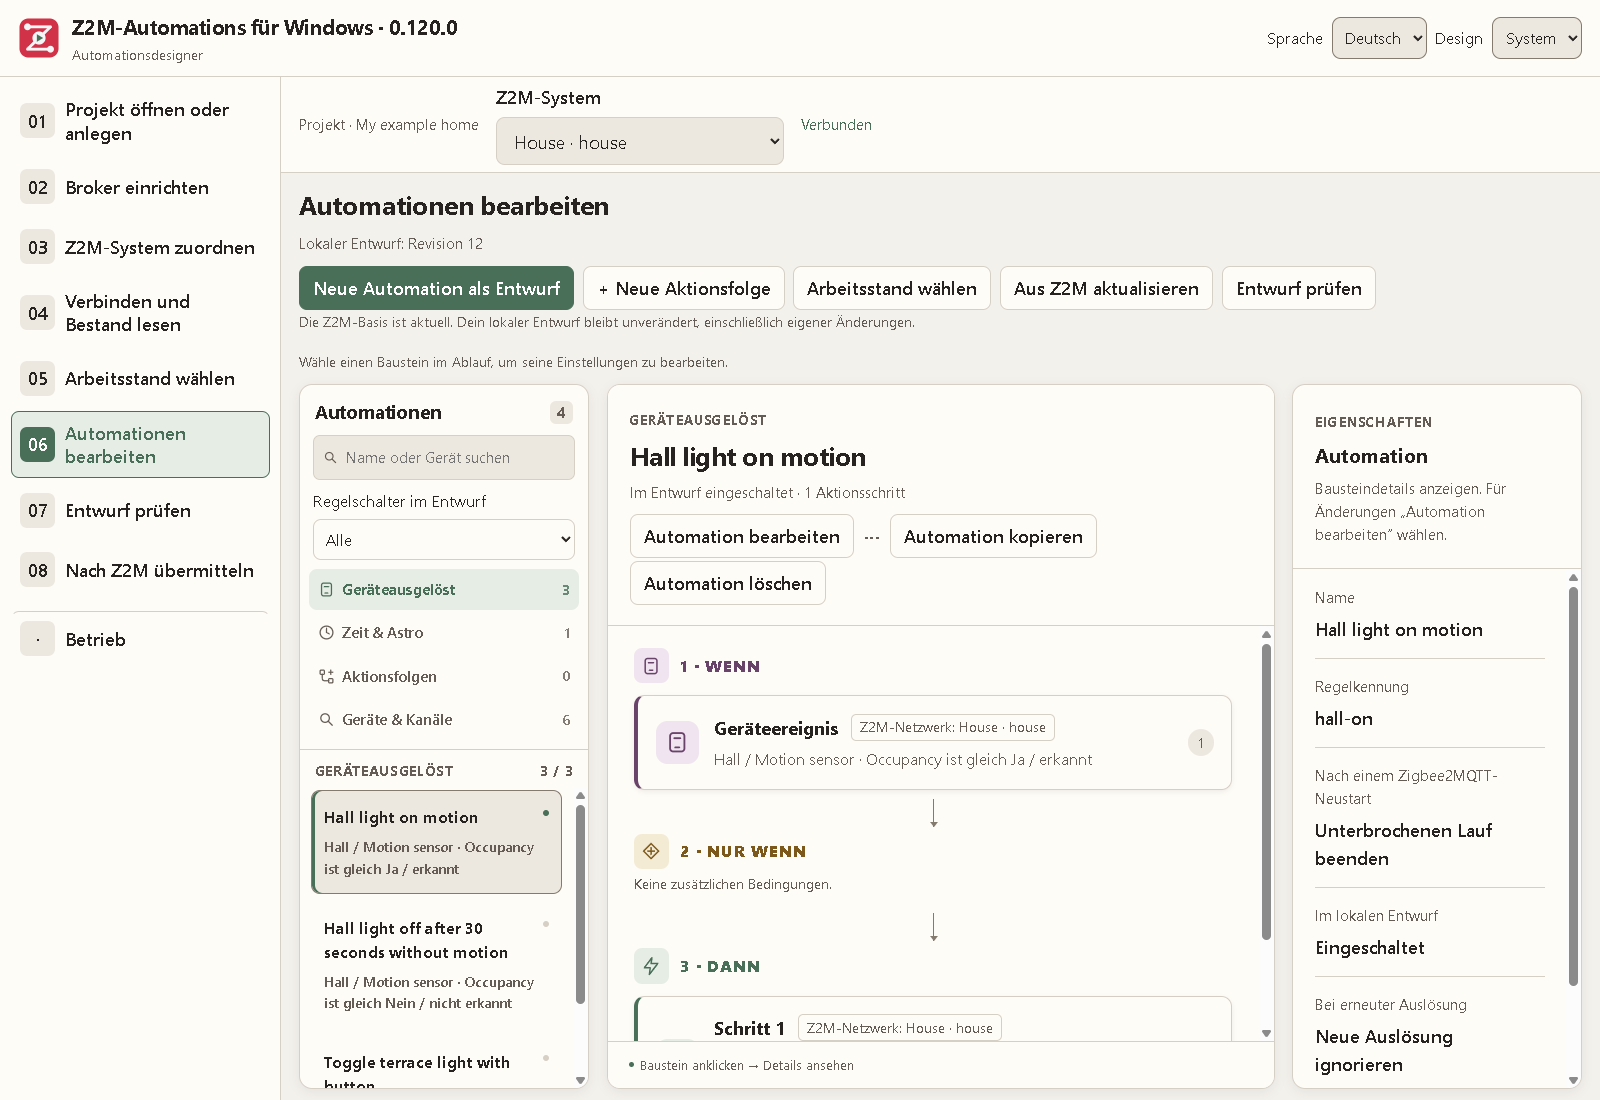 Z2M-Automations für Windows · 0.120.0
Automationsdesigner
Sprache
Deutsch
Design
System
01
Projekt öffnen oder
anlegen
02
Broker einrichten
03
Z2M-System zuordnen
04
Verbinden und
Bestand lesen
05
Arbeitsstand wählen
06
Automationen
bearbeiten
07
Entwurf prüfen
08
Nach Z2M übermitteln
·
Betrieb
Projekt · My example home
Z2M-System
House · house
Verbunden
Automationen bearbeiten
Lokaler Entwurf: Revision 12
Neue Automation als Entwurf
+ Neue Aktionsfolge
Arbeitsstand wählen
Aus Z2M aktualisieren
Entwurf prüfen
Die Z2M-Basis ist aktuell. Dein lokaler Entwurf bleibt unverändert, einschließlich eigener Änderungen.
Wähle einen Baustein im Ablauf, um seine Einstellungen zu bearbeiten.
Automationen
4
Name oder Gerät suchen
Regelschalter im Entwurf
Alle
Geräteausgelöst
3
Zeit & Astro
1
Aktionsfolgen
0
Geräte & Kanäle
6
GERÄTEAUSGELÖST
3 / 3
Hall light on motion
Hall / Motion sensor · Occupancy
ist gleich Ja / erkannt
Hall light off after 30
seconds without motion
Hall / Motion sensor · Occupancy
ist gleich Nein / nicht erkannt
Toggle terrace light with
button
GERÄTEAUSGELÖST
Hall light on motion
Im Entwurf eingeschaltet · 1 Aktionsschritt
Automation bearbeiten
···
Automation kopieren
Automation löschen
1 · WENN
Geräteereignis
Z2M-Netzwerk: House · house
Hall / Motion sensor · Occupancy ist gleich Ja / erkannt
1
2 · NUR WENN
Keine zusätzlichen Bedingungen.
3 · DANN
Schritt 1
Z2M-Netzwerk: House · house
Baustein anklicken → Details ansehen
EIGENSCHAFTEN
Automation
Bausteindetails anzeigen. Für
Änderungen „Automation
bearbeiten“ wählen.
Name
Hall light on motion
Regelkennung
hall-on
Nach einem Zigbee2MQTT-
Neustart
Unterbrochenen Lauf
beenden
Im lokalen Entwurf
Eingeschaltet
Bei erneuter Auslösung
Neue Auslösung
ignorieren